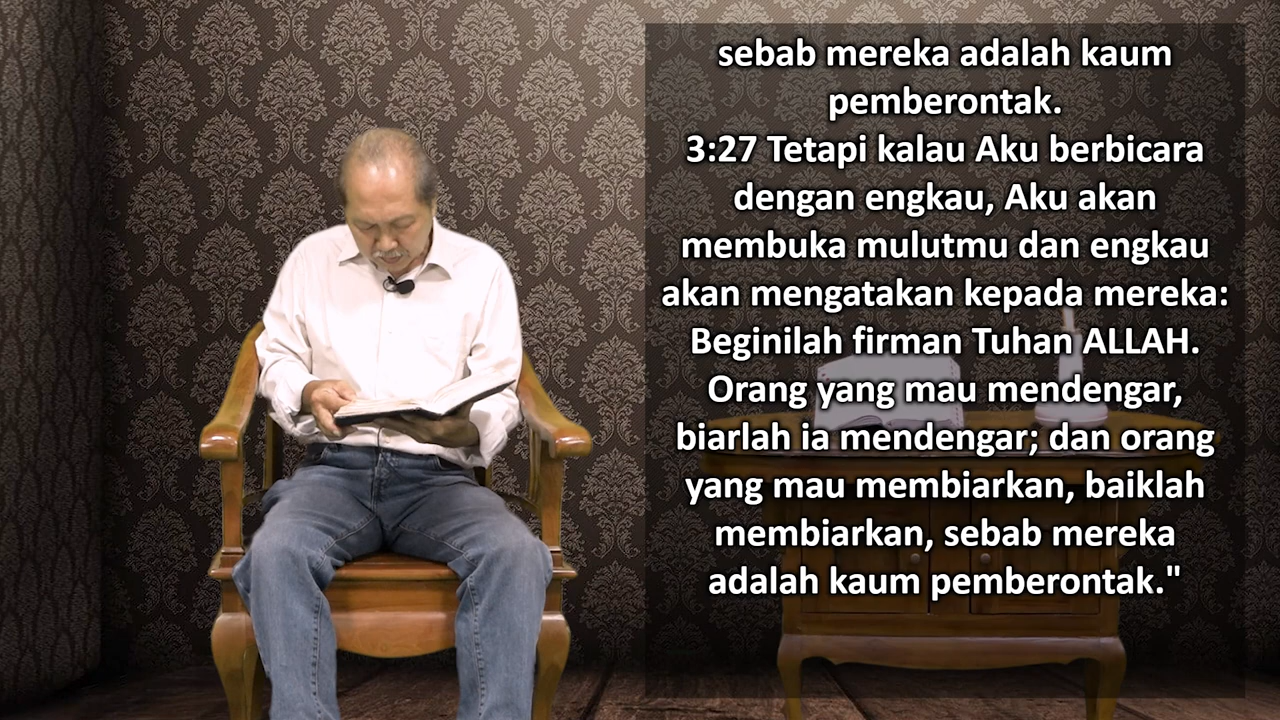 sebab mereka adalah kaum
pemberontak.
3:27 Tetapi kalau Aku berbicara
dengan engkau, Aku akan
membuka mulutmu dan engkau
akan mengatakan kepada mereka:
Beginilah firman Tuhan ALLAH.
Orang yang mau mendengar,
biarlah ia mendengar; dan orang
yang mau membiarkan, baiklah
membiarkan, sebab mereka
adalah kaum pemberontak."